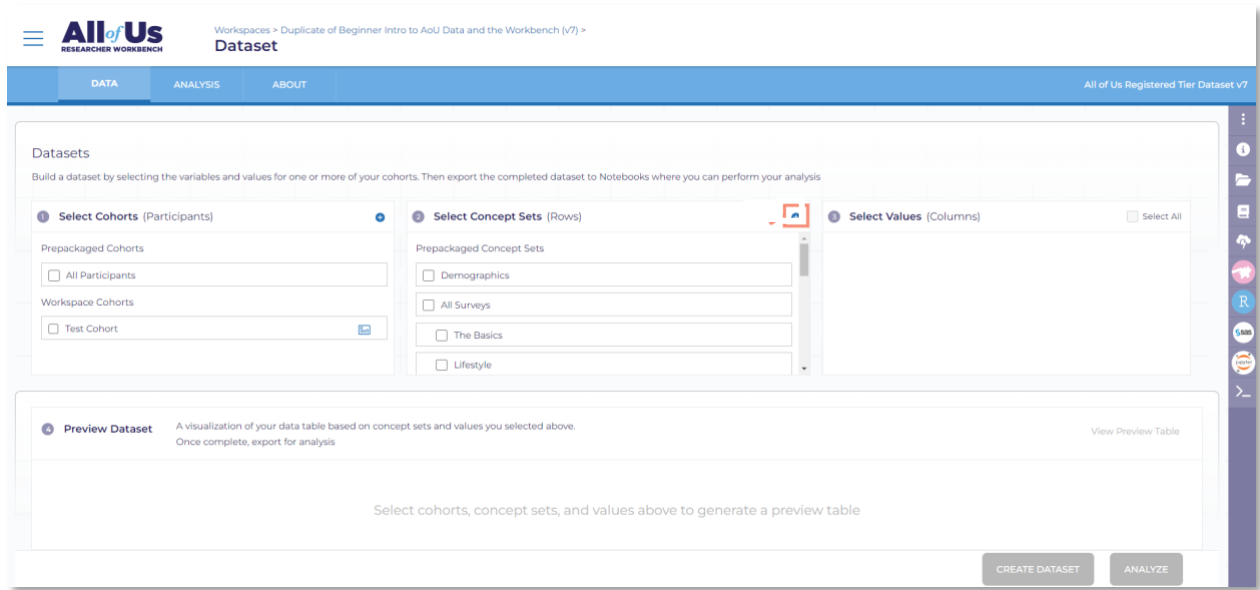 All of Us
RESEARCHER WORKBENCH
Workspaces > Duplicate of Beginner Intro to AoU Data and the Workbench (v7) >
Dataset
DATA
ANALYSIS
ABOUT
All of Us Registered Tier Dataset v7
Datasets
Build a dataset by selecting the variables and values for one or more of your cohorts. Then export the completed dataset to Notebooks where you can perform your analysis
1 Select Cohorts (Participants)
Prepackaged Cohorts
All Participants
Workspace Cohorts
Test Cohort
2 Select Concept Sets (Rows)
Prepackaged Concept Sets
Demographics
All Surveys
The Basics
Lifestyle
3 Select Values (Columns)
Select All
4 Preview Dataset
A visualization of your data table based on concept sets and values you selected above.
Once complete, export for analysis
View Preview Table
Select cohorts, concept sets, and values above to generate a preview table
CREATE DATASET
ANALYZE
R
sas
jupyter